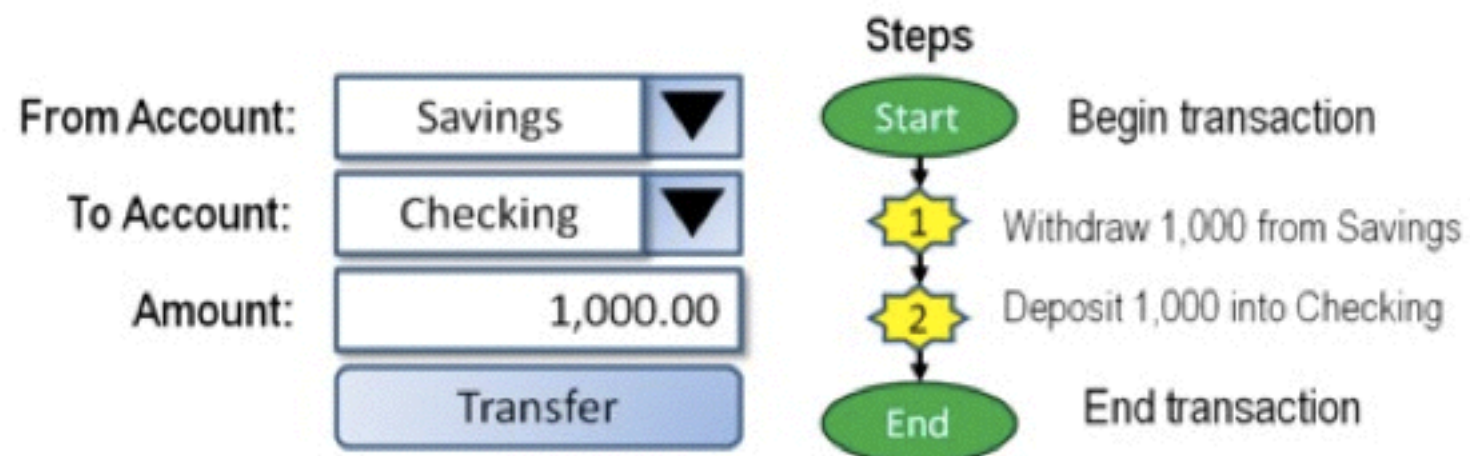 Steps
From Account: Savings
Start Begin transaction
To Account: Checking
1 Withdraw 1,000 from Savings
Amount: 1,000.00
2 Deposit 1,000 into Checking
Transfer
End End transaction